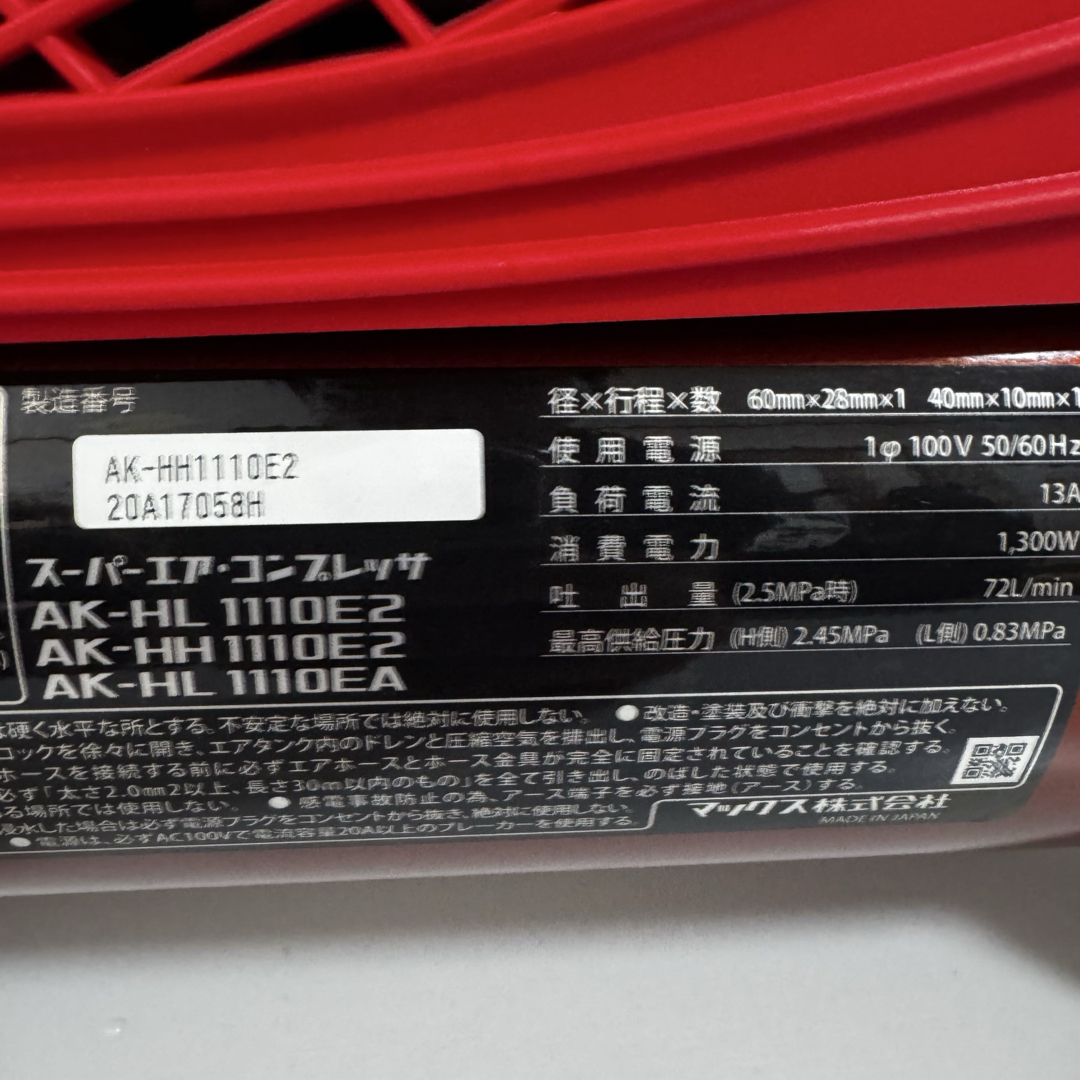 製造番号
AK-HH1110E2
20A17058H
スーパーエア・コンプレッサ
AK-HL 1110E2
AK-HH 1110E2
AK-HL 1110EA
径×行程×数 60mm×28mm×1 40mm×10mm×1
使用電源 1φ 100V 50/60Hz
負荷電流 13A
消費電力 1,300W
吐出量 (2.5MPa時) 72L/min
最高供給圧力 (H側) 2.45MPa (L側) 0.83MPa
は硬く水平な所とする。不安定な場所では絶対に使用しない。 ●改造・塗装及び衝撃を絶対に加えない。
コックを徐々に開き、エアタンク内のドレンと圧縮空気を排出し、電源プラグをコンセントから抜く。
ホースを接続する前に必ずエアホースとホース金具が完全に固定されていることを確認する。
必ず「太さ2.0mm2以上、長さ30m以内のもの」を全て引き出し、のばした状態で使用する。
る場所では使用しない。 ●感電事故防止の為、アース端子を必ず接地(アース)する。
浸水した場合は必ず電源プラグをコンセントから抜き、絶対に使用しない。
●電源は、必ずAC100Vで電流容量20A以上のブレーカーを使用する。
マックス株式会社
MADE IN JAPAN